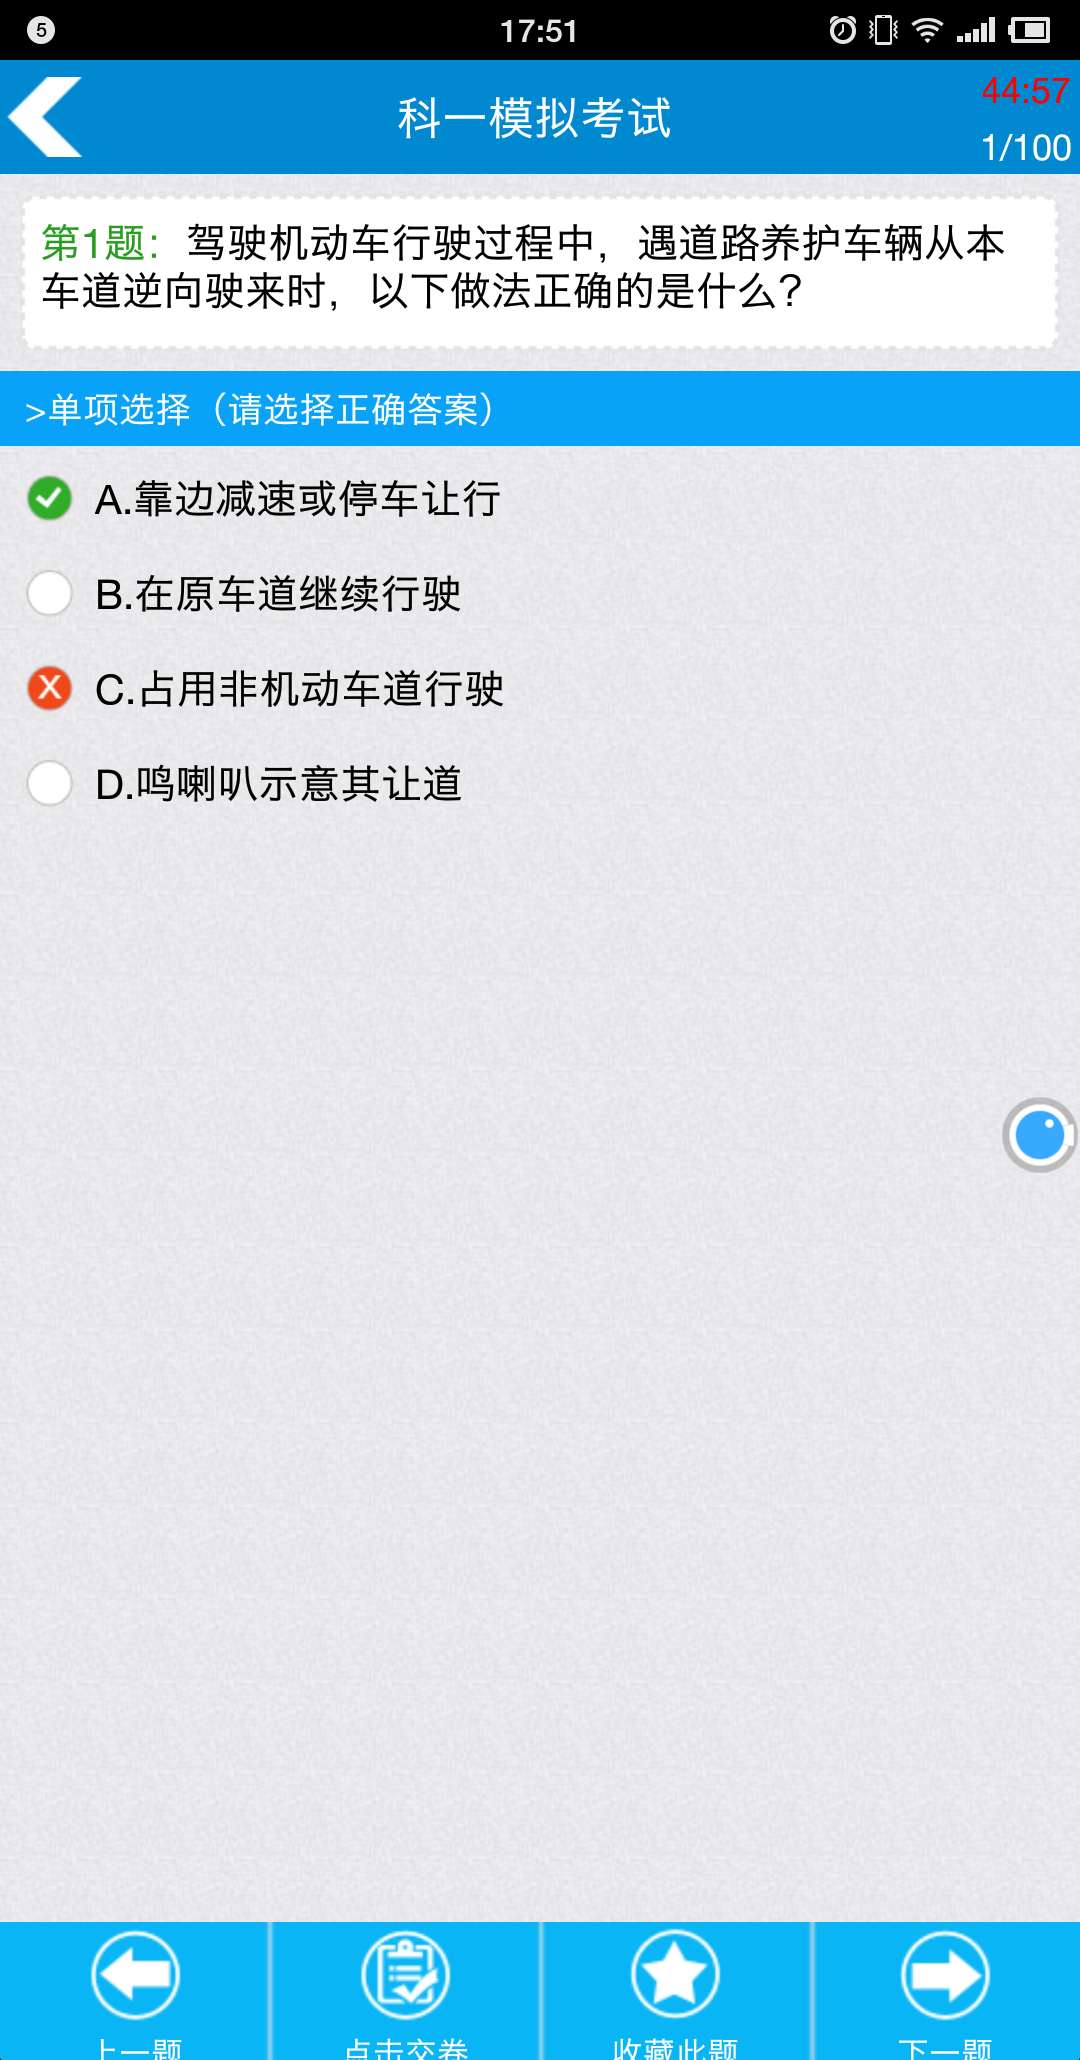 5
17:51
科一模拟考试
44:57
1/100
第1题：驾驶机动车行驶过程中，遇道路养护车辆从本
车道逆向驶来时，以下做法正确的是什么？
>单项选择（请选择正确答案）
A.靠边减速或停车让行
B.在原车道继续行驶
C.占用非机动车道行驶
D.鸣喇叭示意其让道
上一题
点击交卷
收藏此题
下一题